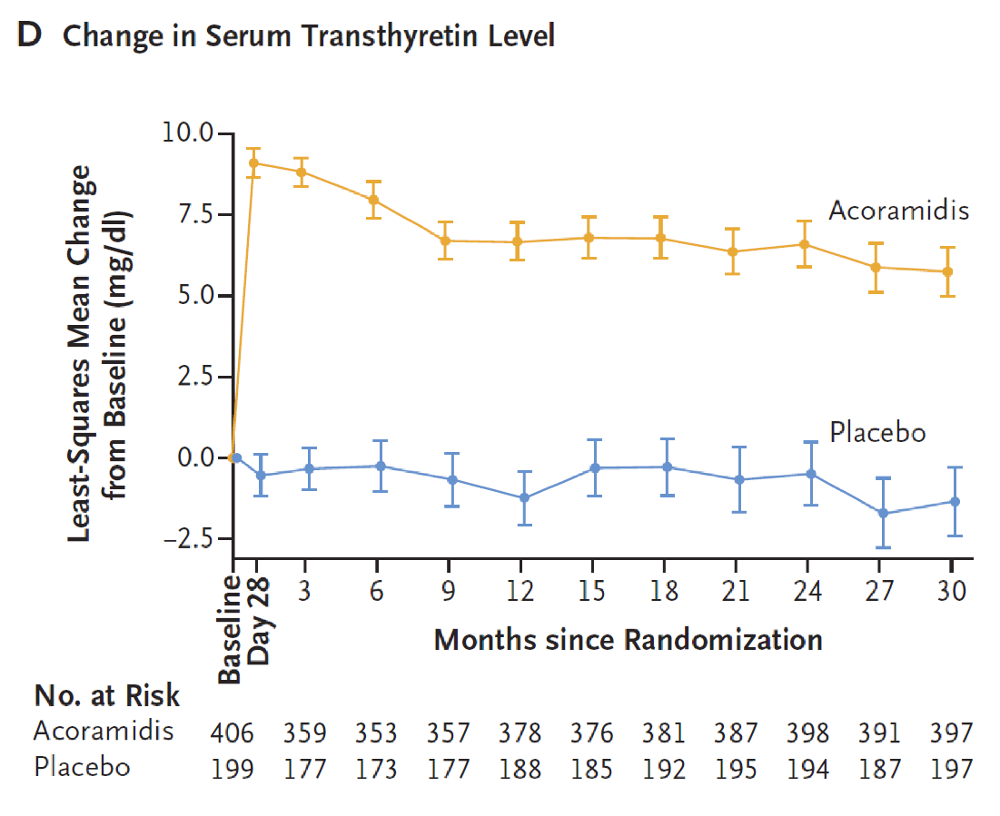 D Change in Serum Transthyretin Level
Least-Squares Mean Change
from Baseline (mg/dl)
10.0
7.5
5.0
2.5
0.0
−2.5
Acoramidis
Placebo
Baseline
Day 28
3 6 9 12 15 18 21 24 27 30
Months since Randomization
No. at Risk
Acoramidis 406 359 353 357 378 376 381 387 398 391 397
Placebo 199 177 173 177 188 185 192 195 194 187 197